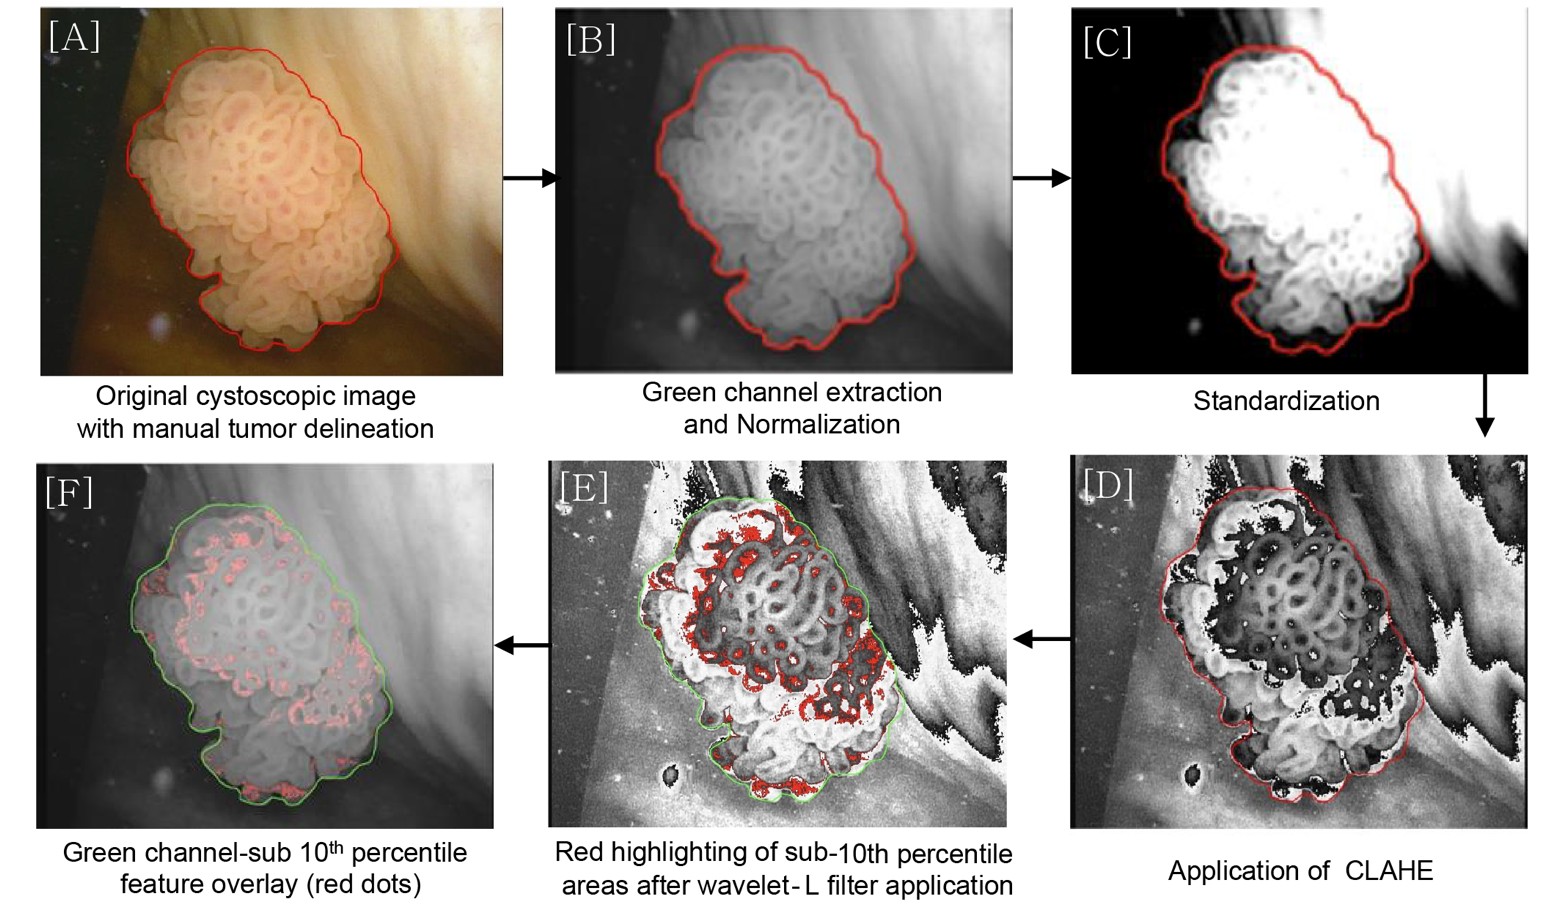 [A]
[B]
[C]
Original cystoscopic image
with manual tumor delineation
Green channel extraction
and Normalization
Standardization
[F]
[E]
[D]
Green channel-sub 10th percentile
feature overlay (red dots)
Red highlighting of sub-10th percentile
areas after wavelet-L filter application
Application of CLAHE